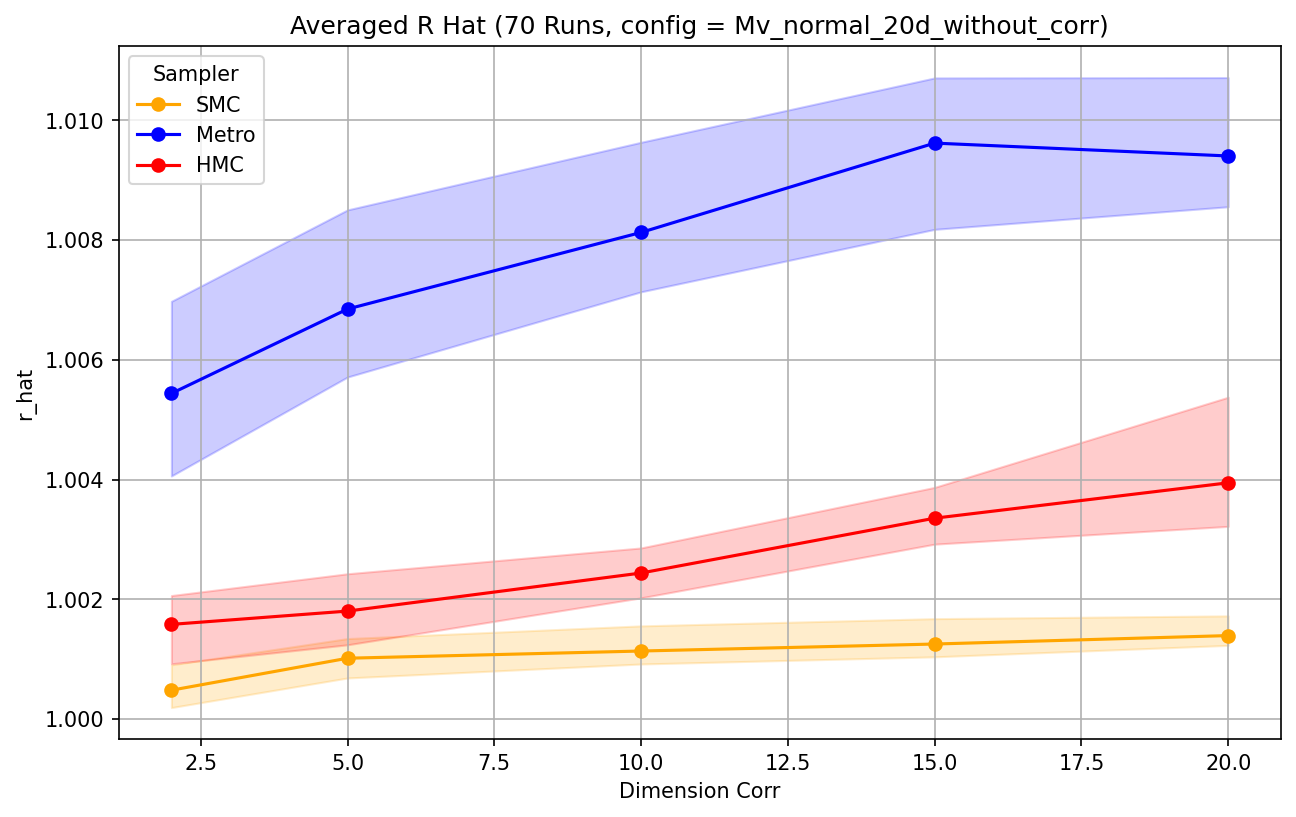 Averaged R Hat (70 Runs, config = Mv_normal_20d_without_corr)
Sampler
SMC
Metro
HMC
1.010
1.008
1.006
1.004
1.002
1.000
r_hat
2.5 5.0 7.5 10.0 12.5 15.0 17.5 20.0
Dimension Corr